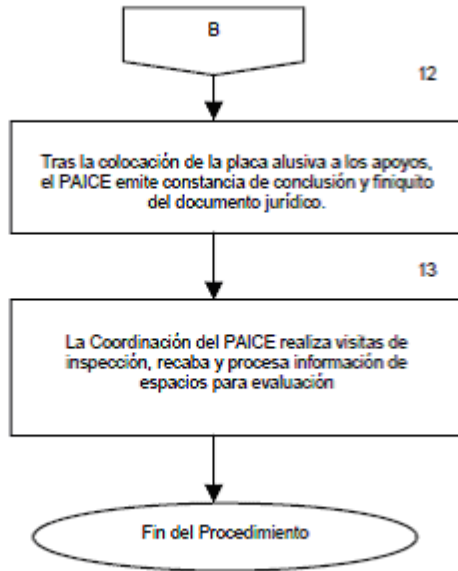 B
12
Tras la colocación de la placa alusiva a los apoyos,
el PAICE emite constancia de conclusión y finiquito
del documento jurídico.
13
La Coordinación del PAICE realiza visitas de
inspección, recaba y procesa información de
espacios para evaluación
Fin del Procedimiento